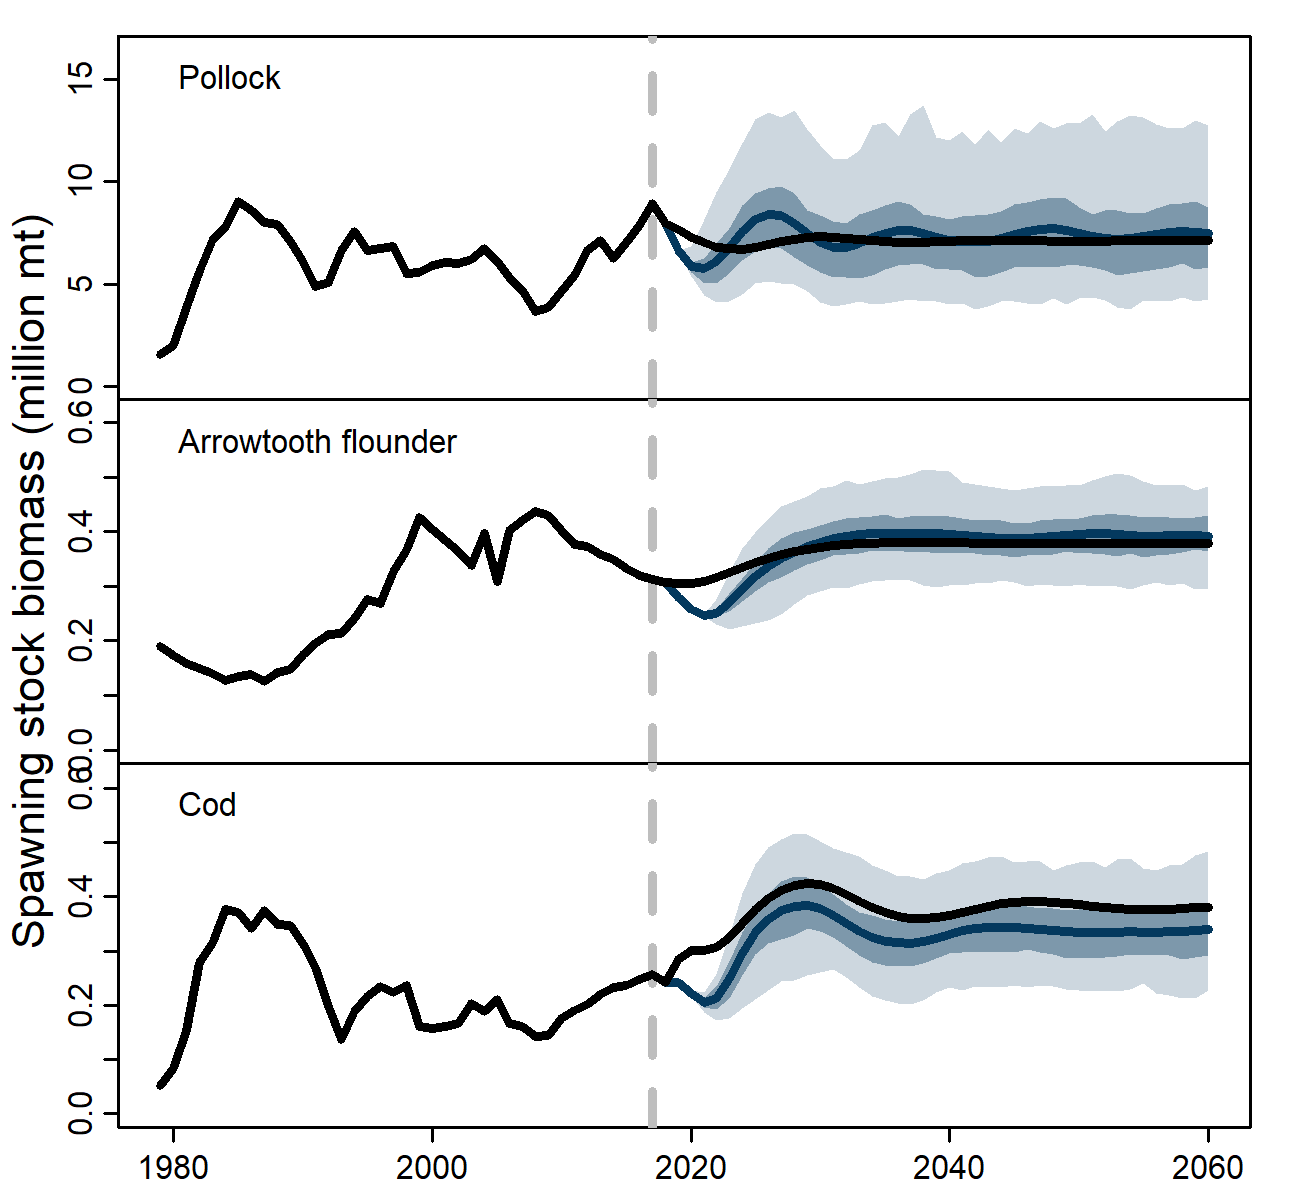 Spawning stock biomass (million mt)
Pollock
15
10
5
0
Arrowtooth flounder
0.6
0.4
0.2
0.0
Cod
0.6
0.4
0.2
0.0
1980 2000 2020 2040 2060